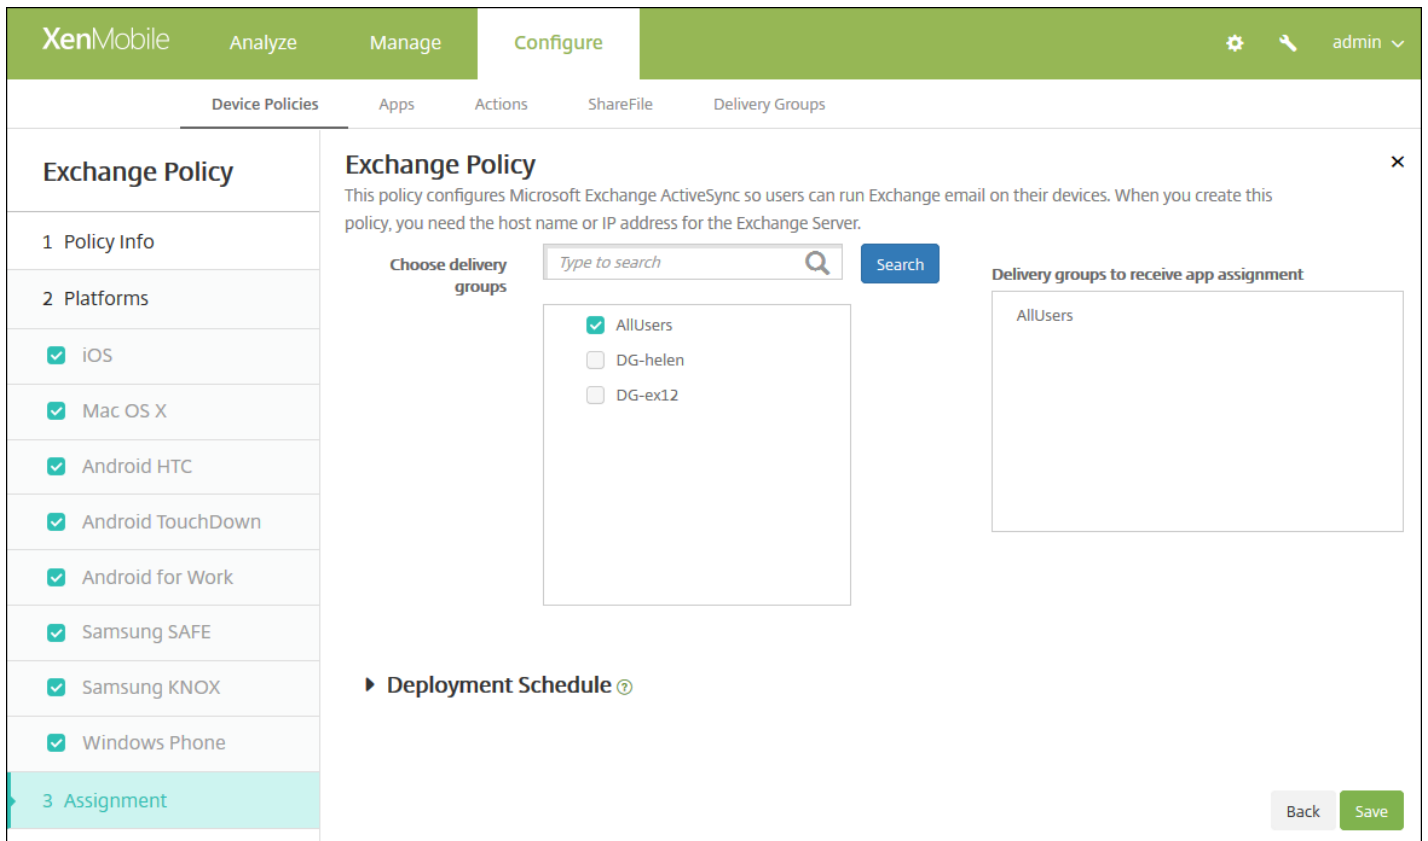 XenMobile Analyze Manage Configure admin
Device Policies Apps Actions ShareFile Delivery Groups
Exchange Policy
1 Policy Info
2 Platforms
iOS
Mac OS X
Android HTC
Android TouchDown
Android for Work
Samsung SAFE
Samsung KNOX
Windows Phone
3 Assignment
Exchange Policy
This policy configures Microsoft Exchange ActiveSync so users can run Exchange email on their devices. When you create this
policy, you need the host name or IP address for the Exchange Server.
Choose delivery
groups
Type to search
Search
AllUsers
DG-helen
DG-ex12
Delivery groups to receive app assignment
AllUsers
Deployment Schedule ?
Back Save